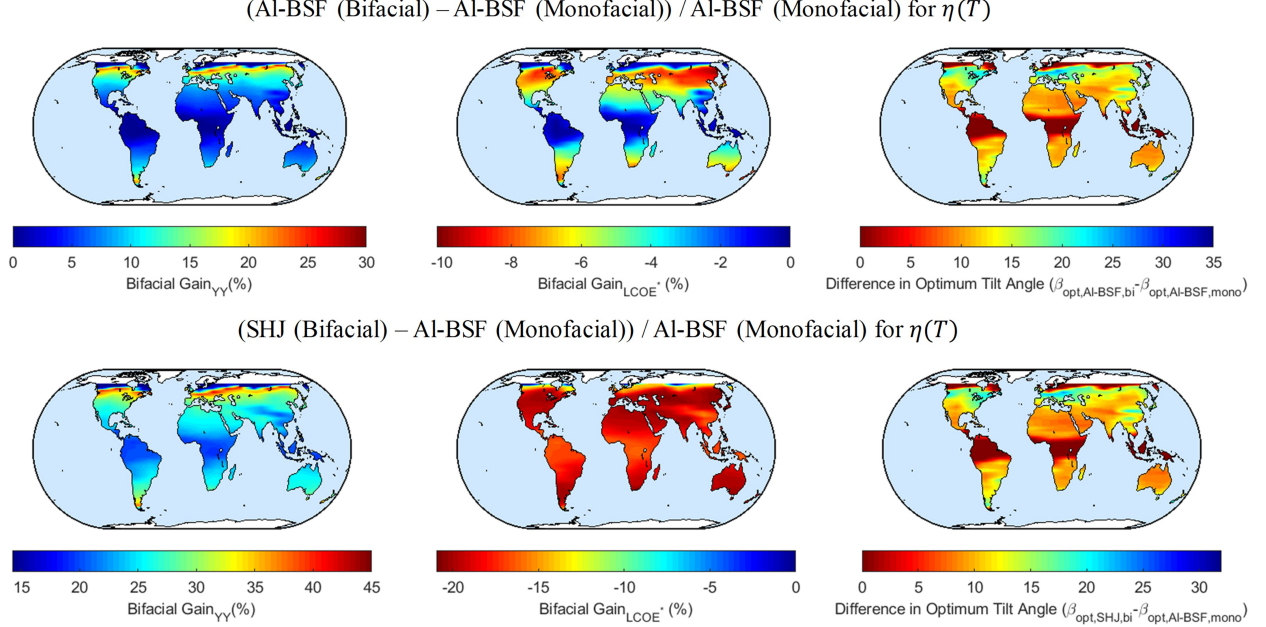 (Al-BSF (Bifacial) – Al-BSF (Monofacial)) / Al-BSF (Monofacial) for η(T)
0 5 10 15 20 25 30
Bifacial Gain_YY(%)
-10 -8 -6 -4 -2 0
Bifacial Gain_LCOE* (%)
0 5 10 15 20 25 30 35
Difference in Optimum Tilt Angle (β_opt,Al-BSF,bi-β_opt,Al-BSF,mono)
(SHJ (Bifacial) – Al-BSF (Monofacial)) / Al-BSF (Monofacial) for η(T)
15 20 25 30 35 40 45
Bifacial Gain_YY(%)
-20 -15 -10 -5 0
Bifacial Gain_LCOE* (%)
0 5 10 15 20 25 30
Difference in Optimum Tilt Angle (β_opt,SHJ,bi-β_opt,Al-BSF,mono)